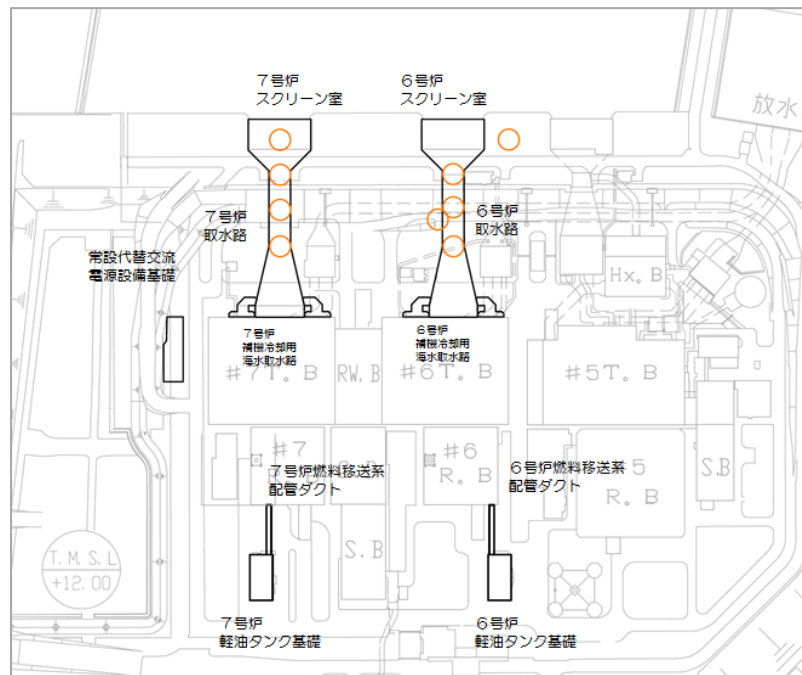 7号炉
スクリーン室
6号炉
スクリーン室
放水
7号炉
取水路
6号炉
取水路
常設代替交流
電源設備基礎
Hx. B
7号炉
補機冷却用
海水取水路
6号炉
補機冷却用
海水取水路
#7T. B
RW. B
#6T. B
#5T. B
#7
R. B
#6
R. B
5
R. B
S.B
7号炉燃料移送系
配管ダクト
6号炉燃料移送系
配管ダクト
S. B
T. M. S. L
+12. 00
7号炉
軽油タンク基礎
6号炉
軽油タンク基礎